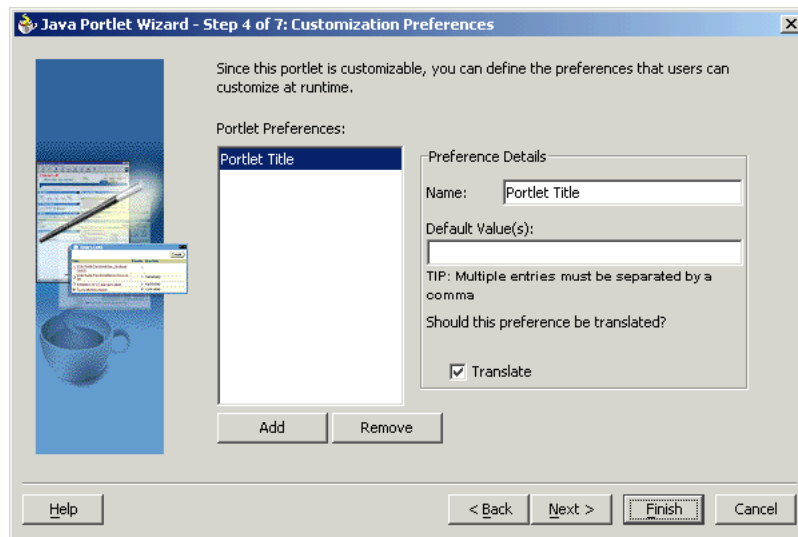 Java Portlet Wizard - Step 4 of 7: Customization Preferences
Since this portlet is customizable, you can define the preferences that users can
customize at runtime.
Portlet Preferences:
Portlet Title
Preference Details
Name: Portlet Title
Default Value(s):
TIP: Multiple entries must be separated by a
comma
Should this preference be translated?
Translate
Add Remove
Help < Back Next > Finish Cancel